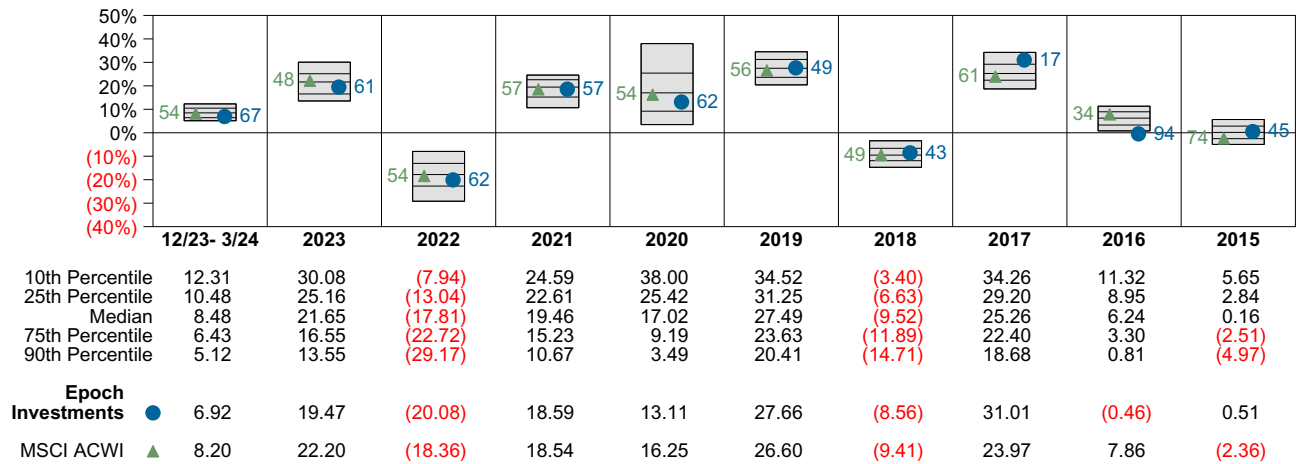 50%
40%
30%
20%
10%
0%
(10%)
(20%)
(30%)
(40%)
54 67
48 61
54 62
57 57
54 62
56 49
49 43
61 17
34 94
74 45
12/23- 3/24 2023 2022 2021 2020 2019 2018 2017 2016 2015
10th Percentile 12.31 30.08 (7.94) 24.59 38.00 34.52 (3.40) 34.26 11.32 5.65
25th Percentile 10.48 25.16 (13.04) 22.61 25.42 31.25 (6.63) 29.20 8.95 2.84
Median 8.48 21.65 (17.81) 19.46 17.02 27.49 (9.52) 25.26 6.24 0.16
75th Percentile 6.43 16.55 (22.72) 15.23 9.19 23.63 (11.89) 22.40 3.30 (2.51)
90th Percentile 5.12 13.55 (29.17) 10.67 3.49 20.41 (14.71) 18.68 0.81 (4.97)
Epoch
Investments 6.92 19.47 (20.08) 18.59 13.11 27.66 (8.56) 31.01 (0.46) 0.51
MSCI ACWI 8.20 22.20 (18.36) 18.54 16.25 26.60 (9.41) 23.97 7.86 (2.36)